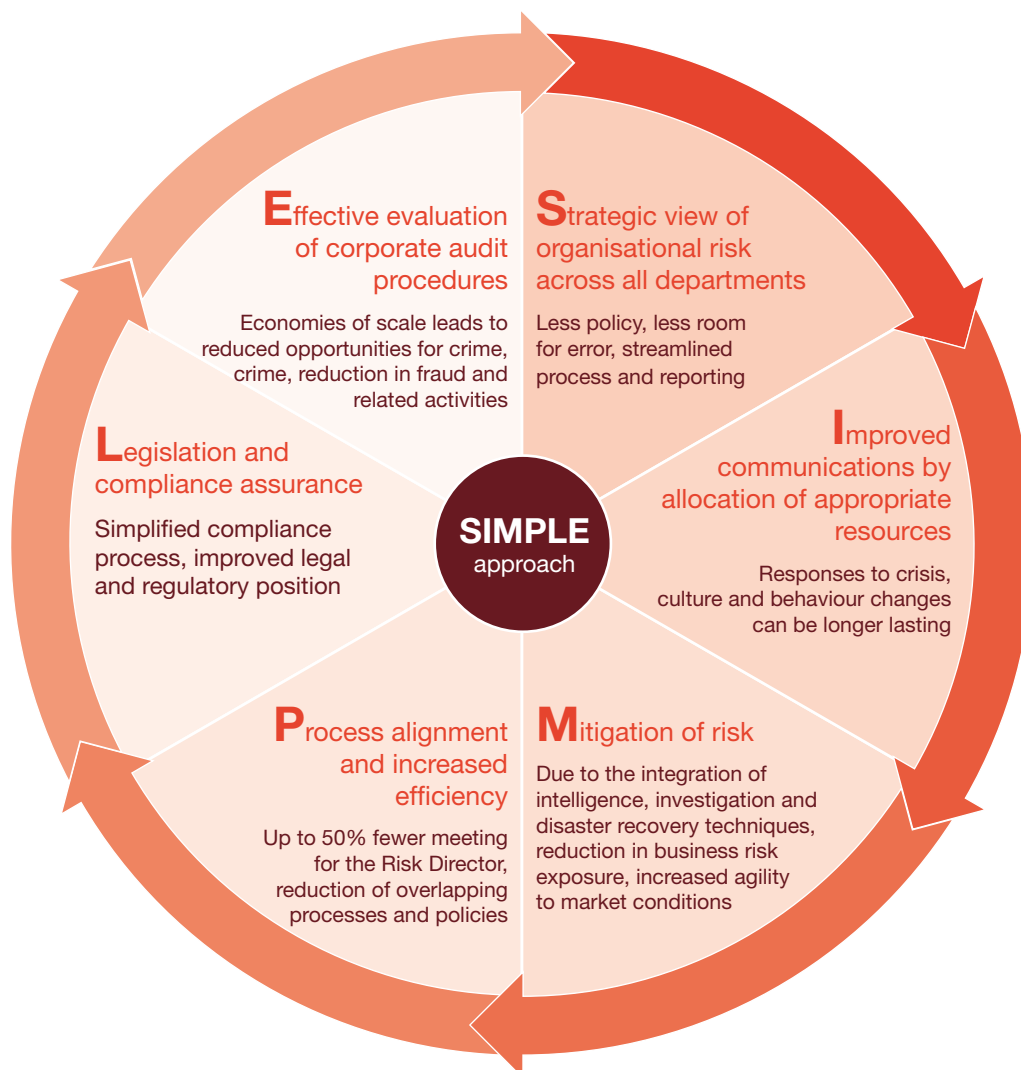 Effective evaluation
of corporate audit
procedures
Economies of scale leads to
reduced opportunities for crime,
crime, reduction in fraud and
related activities
Strategic view of
organisational risk
across all departments
Less policy, less room
for error, streamlined
process and reporting
Improved
communications by
allocation of appropriate
resources
Responses to crisis,
culture and behaviour changes
can be longer lasting
Legislation and
compliance assurance
Simplified compliance
process, improved legal
and regulatory position
SIMPLE
approach
Process alignment
and increased
efficiency
Up to 50% fewer meeting
for the Risk Director,
reduction of overlapping
processes and policies
Mitigation of risk
Due to the integration of
intelligence, investigation and
disaster recovery techniques,
reduction in business risk
exposure, increased agility
to market conditions